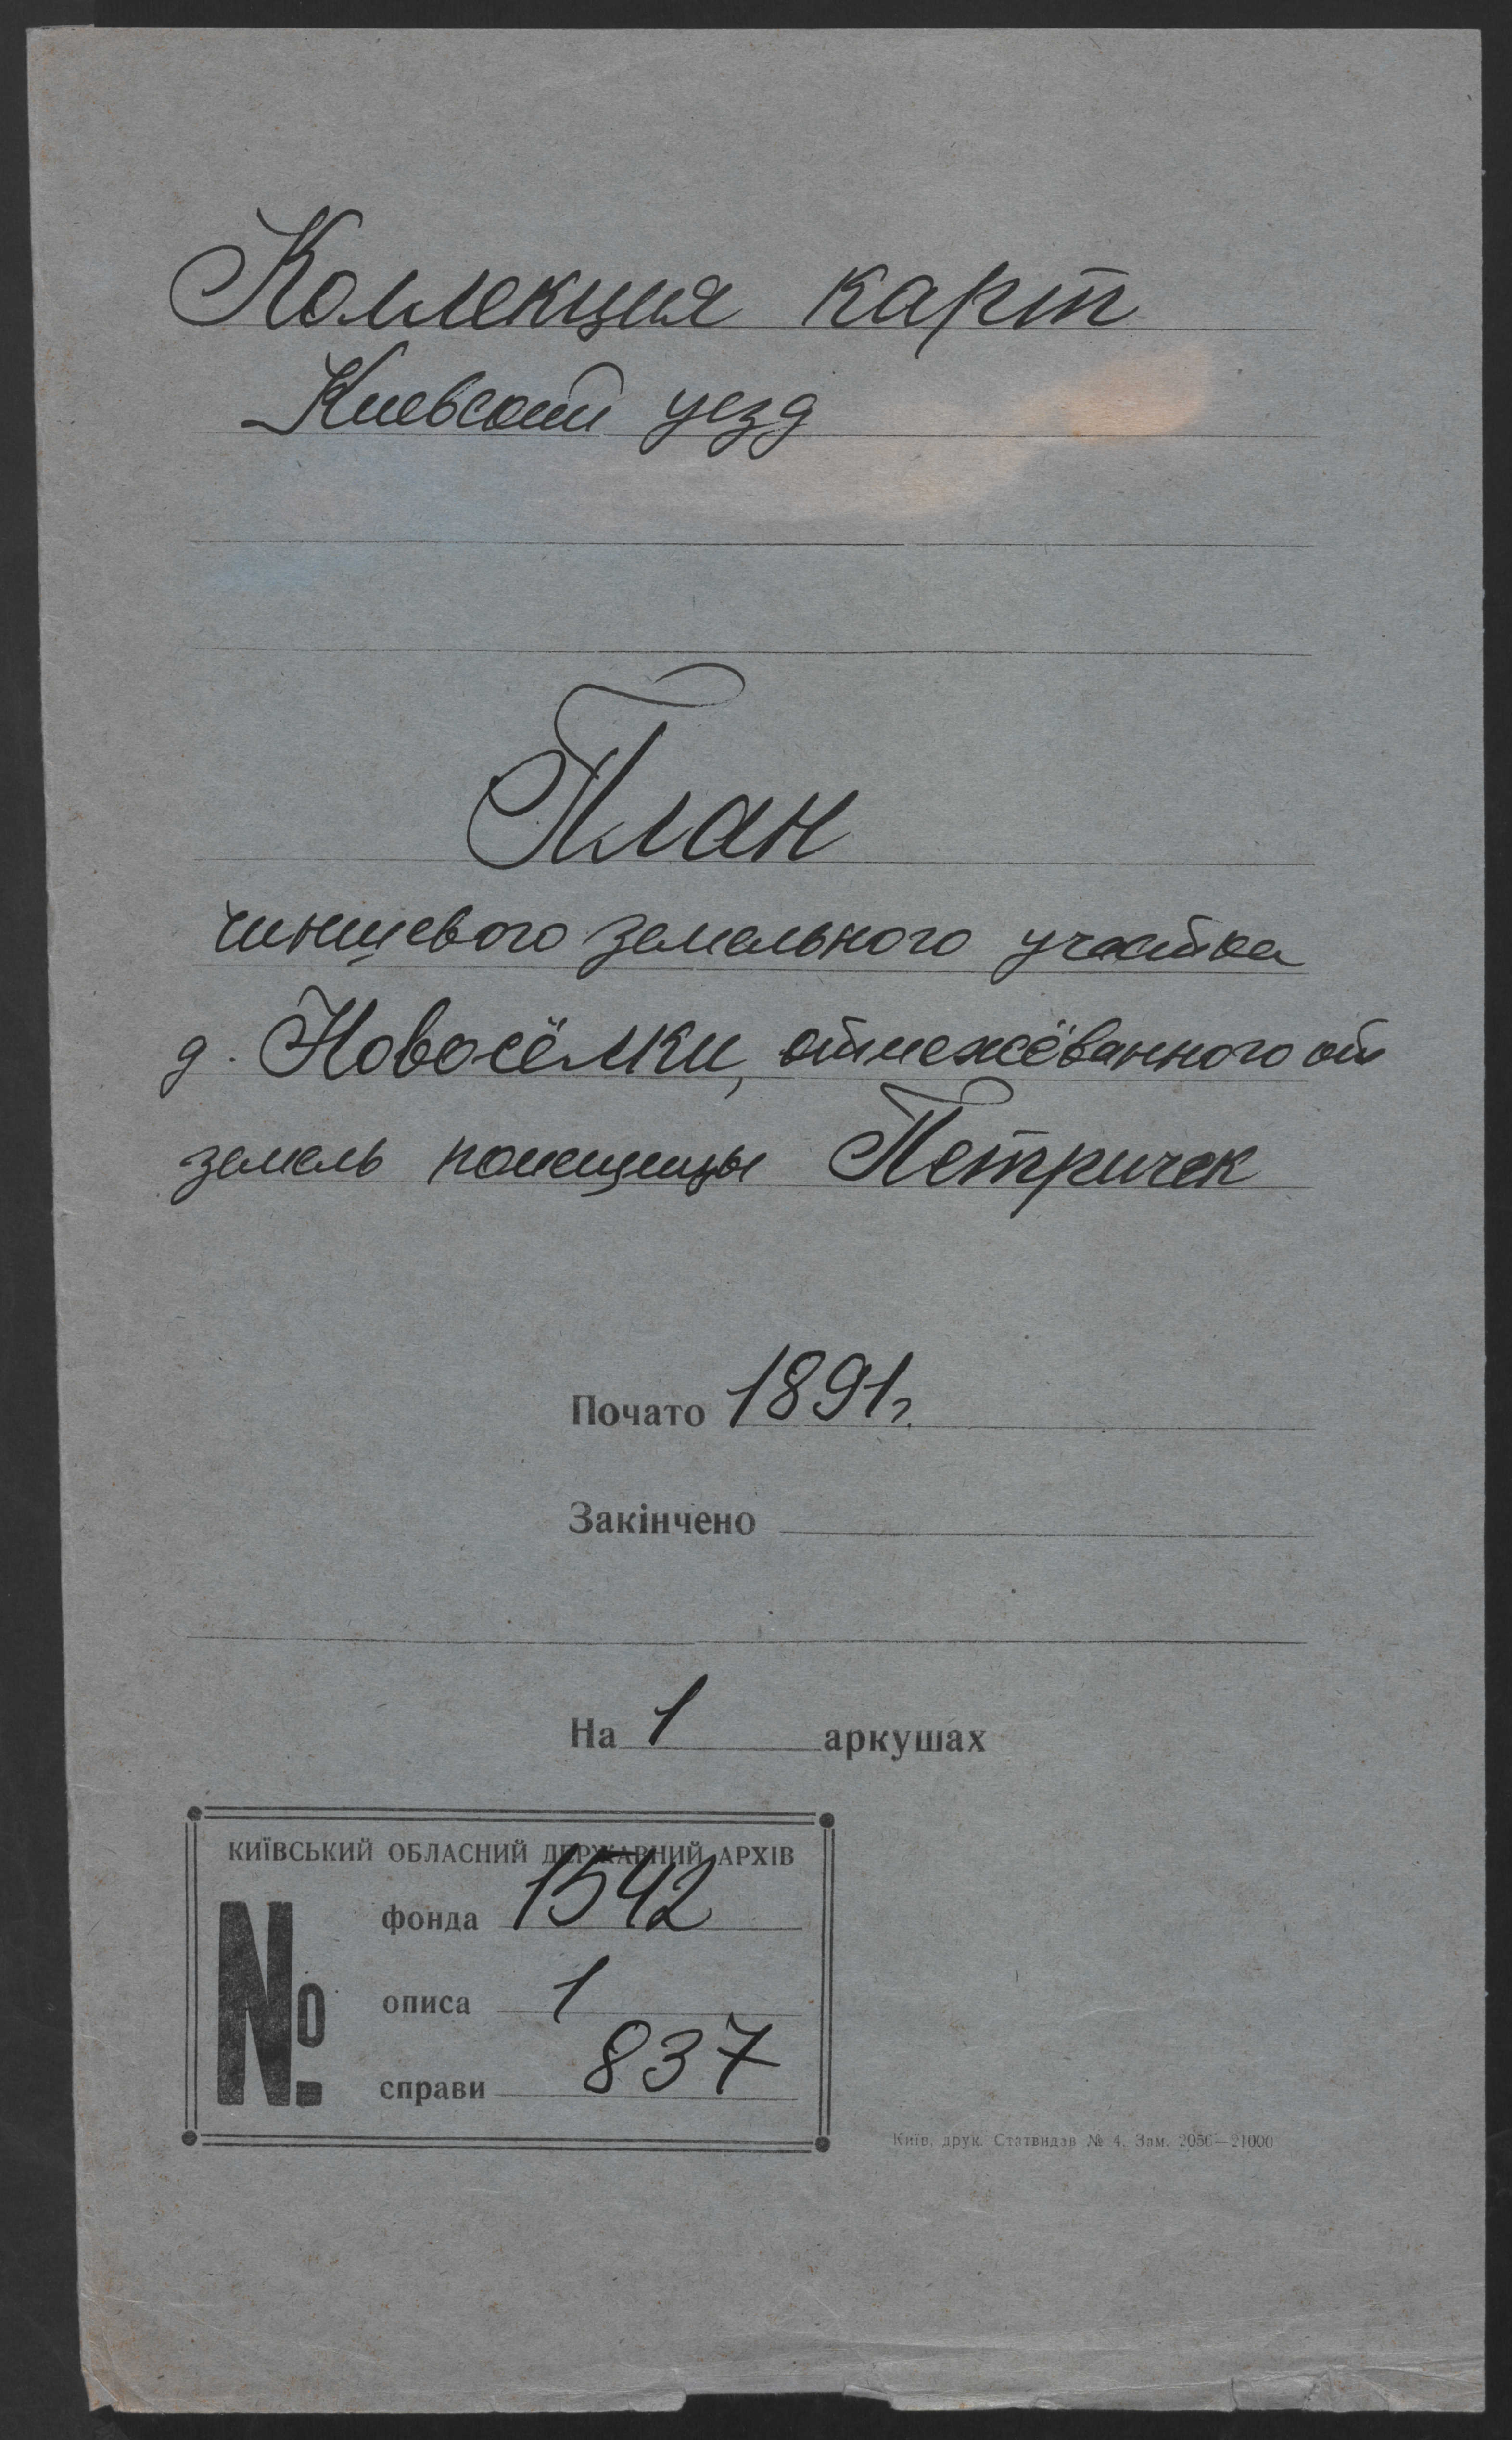 Коллекция карт
Киевский уезд
План
чиншевого земельного участка
д. Новосёлки, отмежёванного от
земель помещицы Петричек
Почато 1891 г.
Закінчено
На 1 аркушах
КИЇВСЬКИЙ ОБЛАСНИЙ ДЕРЖАВНИЙ АРХІВ
№ фонда 1542
описа 1
справи 837
Київ, друк. Статвидав № 4. Зам. 2056—21000